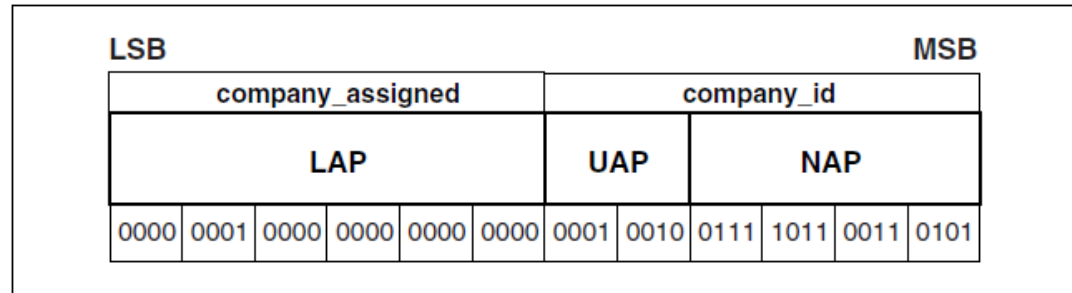 LSB MSB
company_assigned company_id
LAP UAP NAP
0000 0001 0000 0000 0000 0000 0001 0010 0111 1011 0011 0101